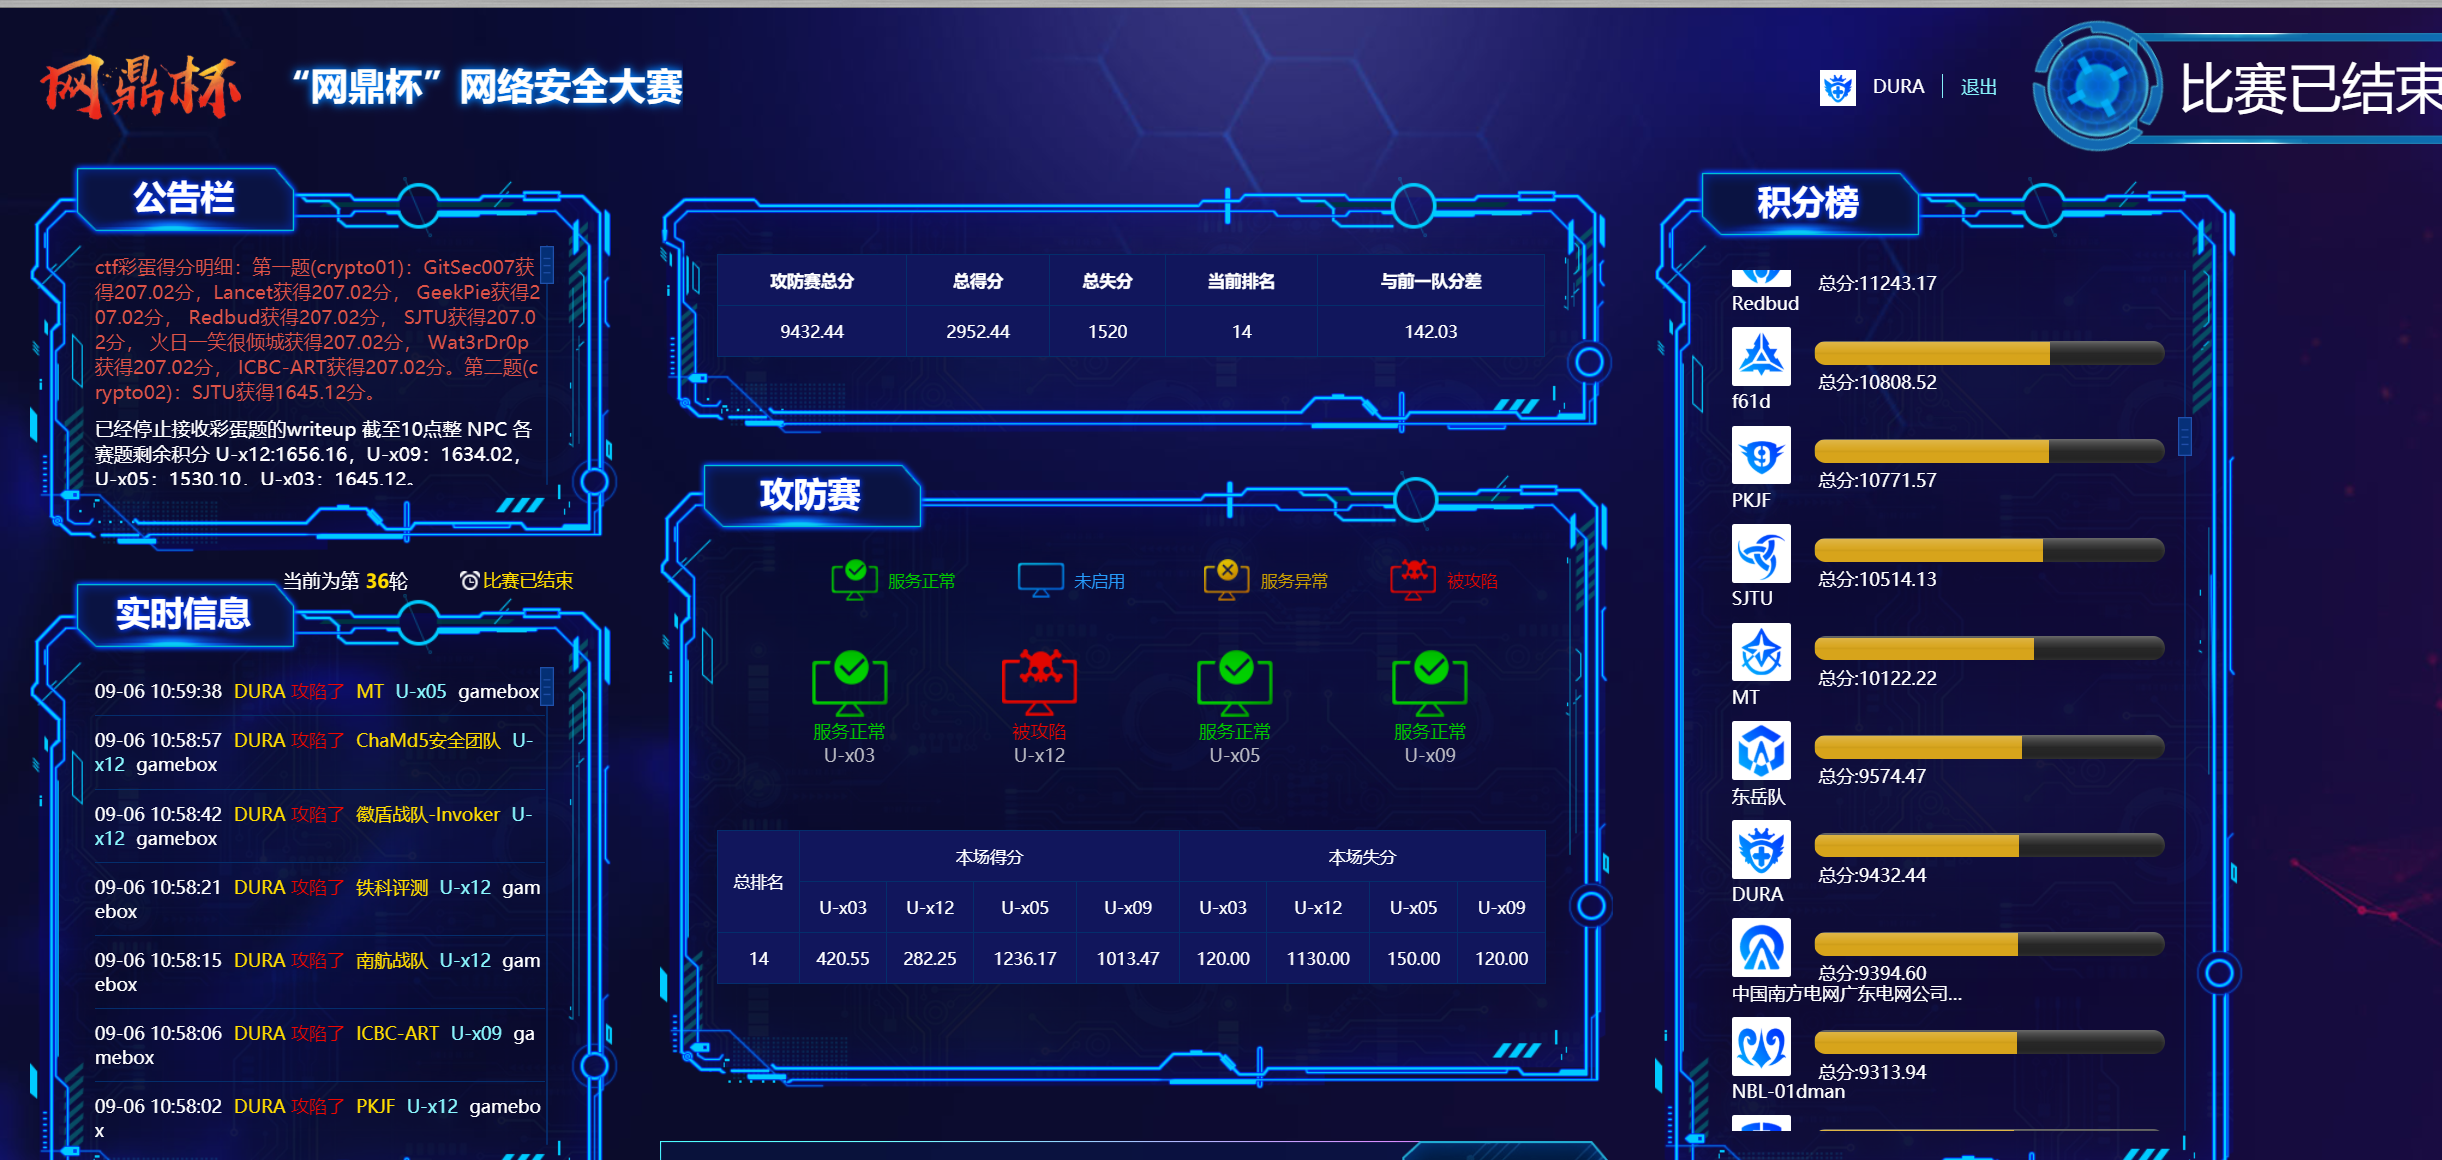 网鼎杯
“网鼎杯”网络安全大赛
DURA
退出
比赛已结束
公告栏
ctf彩蛋得分明细：第一题(crypto01)：GitSec007获
得207.02分，Lancet获得207.02分， GeekPie获得2
07.02分， Redbud获得207.02分， SJTU获得207.0
2分， 火日一笑很倾城获得207.02分， Wat3rDr0p
获得207.02分， ICBC-ART获得207.02分。第二题(c
rypto02)：SJTU获得1645.12分。
已经停止接收彩蛋题的writeup 截至10点整 NPC 各
赛题剩余积分 U-x12:1656.16，U-x09：1634.02，
U-x05：1530.10，U-x03：1645.12。
当前为第 36轮
比赛已结束
实时信息
09-06 10:59:38 DURA 攻陷了 MT U-x05 gamebox
09-06 10:58:57 DURA 攻陷了 ChaMd5安全团队 U-
x12 gamebox
09-06 10:58:42 DURA 攻陷了 徽盾战队-Invoker U-
x12 gamebox
09-06 10:58:21 DURA 攻陷了 铁科评测 U-x12 gam
ebox
09-06 10:58:15 DURA 攻陷了 南航战队 U-x12 gam
ebox
09-06 10:58:06 DURA 攻陷了 ICBC-ART U-x09 ga
mebox
09-06 10:58:02 DURA 攻陷了 PKJF U-x12 gamebo
x
攻防赛总分 总得分 总失分 当前排名 与前一队分差
9432.44 2952.44 1520 14 142.03
攻防赛
服务正常 未启用 服务异常 被攻陷
服务正常 被攻陷 服务正常 服务正常
U-x03 U-x12 U-x05 U-x09
总排名 本场得分 本场失分
U-x03 U-x12 U-x05 U-x09 U-x03 U-x12 U-x05 U-x09
14 420.55 282.25 1236.17 1013.47 120.00 1130.00 150.00 120.00
积分榜
总分:11243.17
Redbud
总分:10808.52
f61d
9
总分:10771.57
PKJF
总分:10514.13
SJTU
总分:10122.22
MT
总分:9574.47
东岳队
总分:9432.44
DURA
总分:9394.60
中国南方电网广东电网公司...
总分:9313.94
NBL-01dman